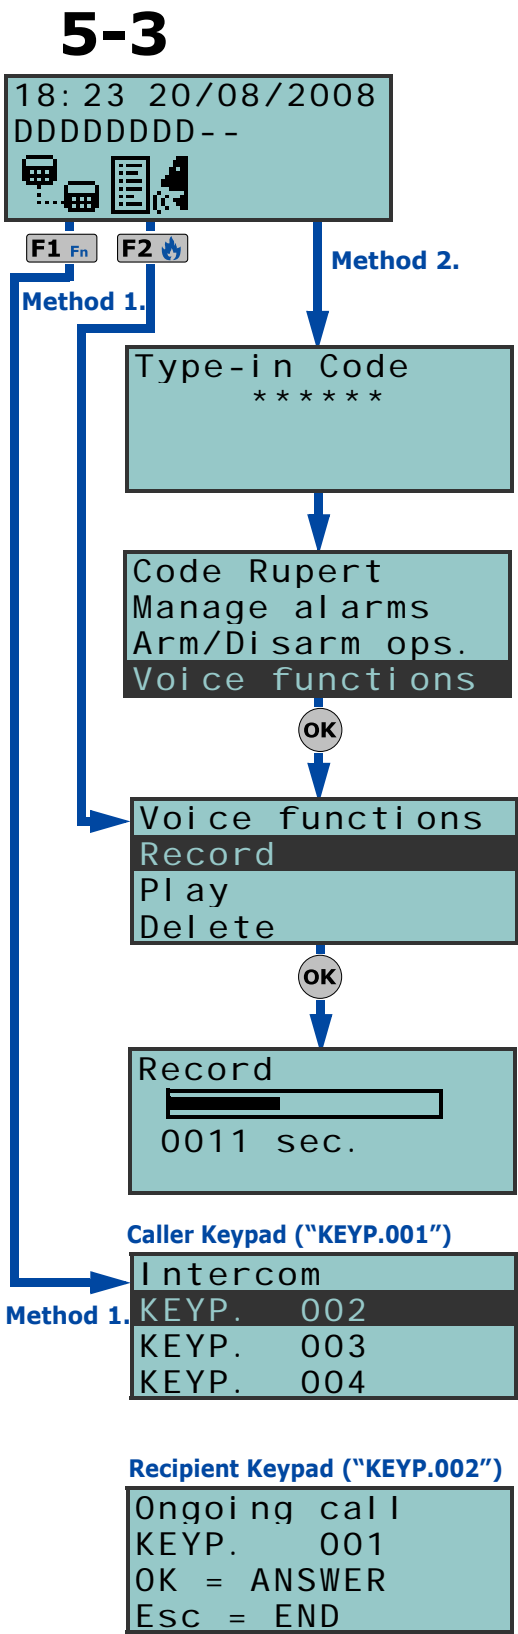 5-3
18:23 20/08/2008
DDDDDDDD--
F1 Fn F2
Method 2.
Method 1.
Type-in Code
******
Code Rupert
Manage alarms
Arm/Disarm ops.
Voice functions
OK
Voice functions
Record
Play
Delete
OK
Record
0011 sec.
Caller Keypad (“KEYP.001”)
Intercom
Method 1.
KEYP. 002
KEYP. 003
KEYP. 004
Recipient Keypad (“KEYP.002”)
Ongoing call
KEYP. 001
OK = ANSWER
Esc = END